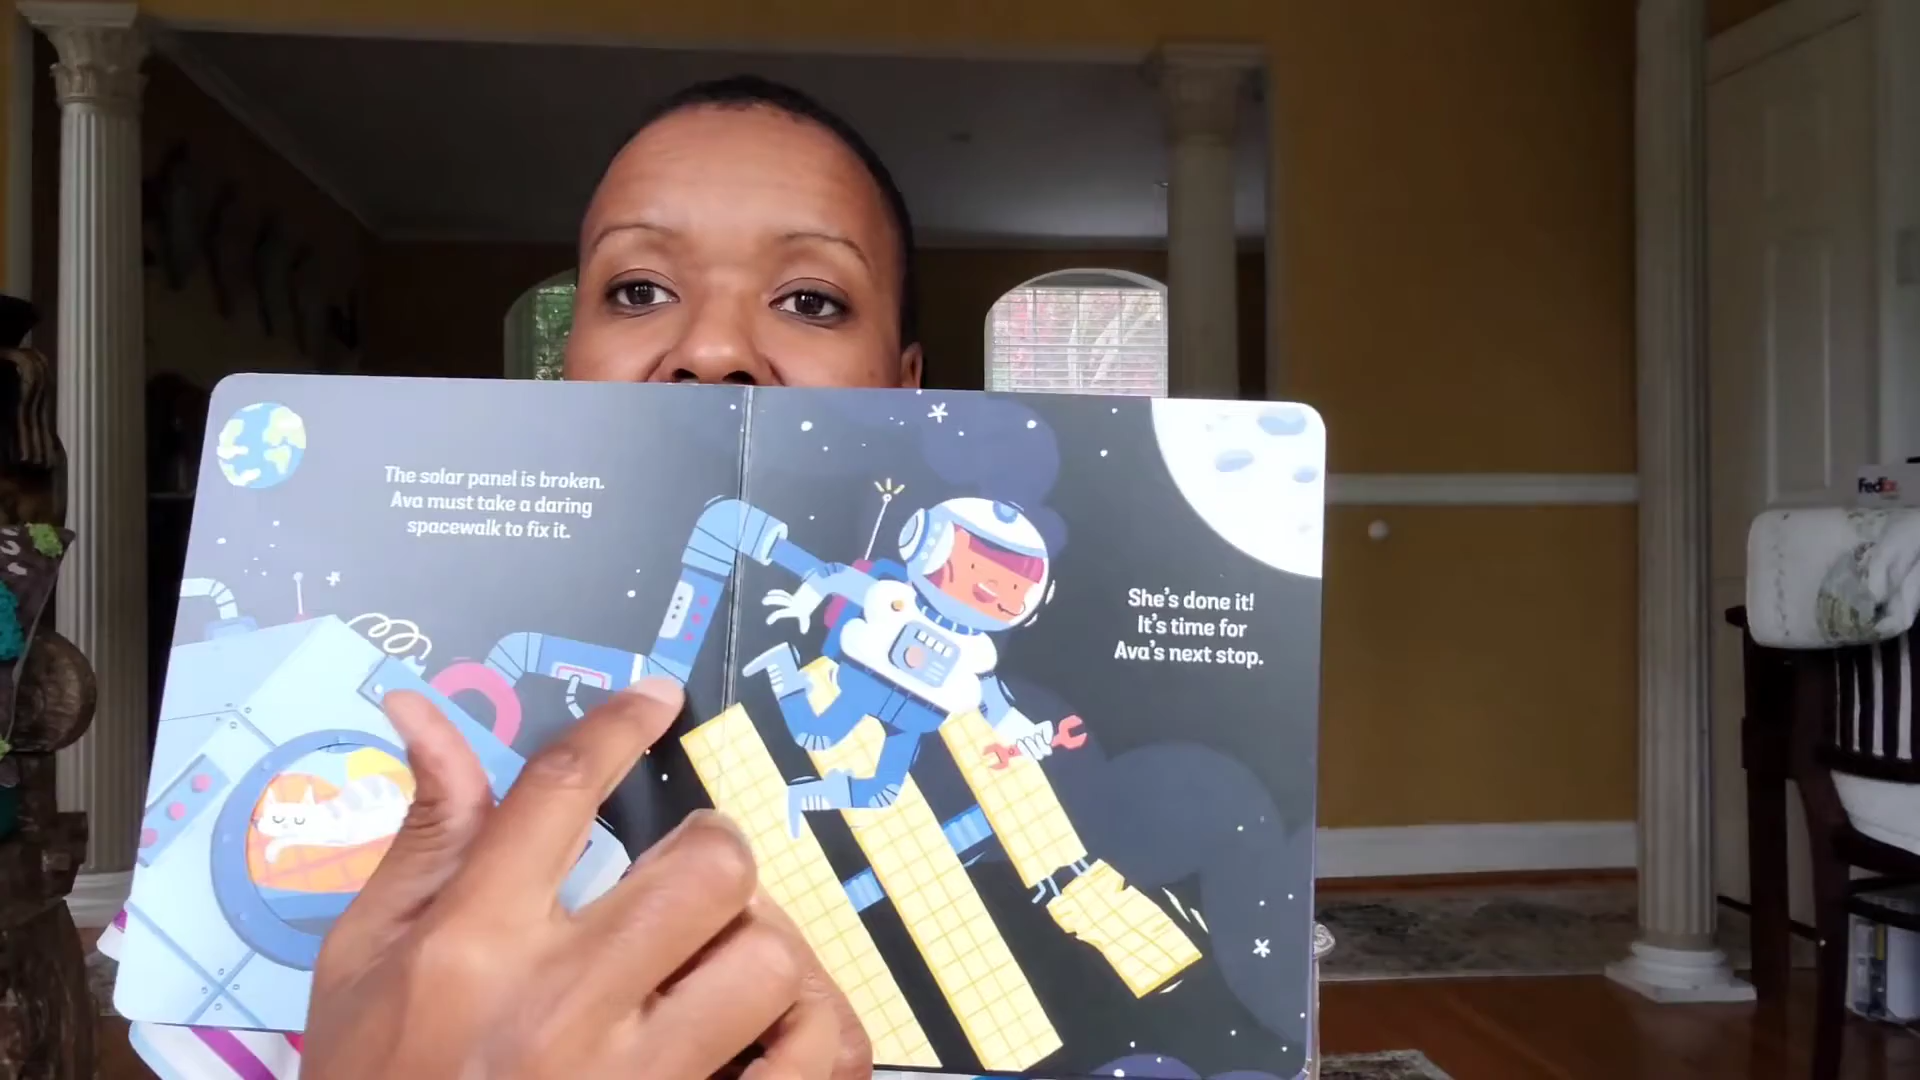 The solar panel is broken.
Ava must take a daring
spacewalk to fix it.
She's done it!
It's time for
Ava's next stop.
FedEx